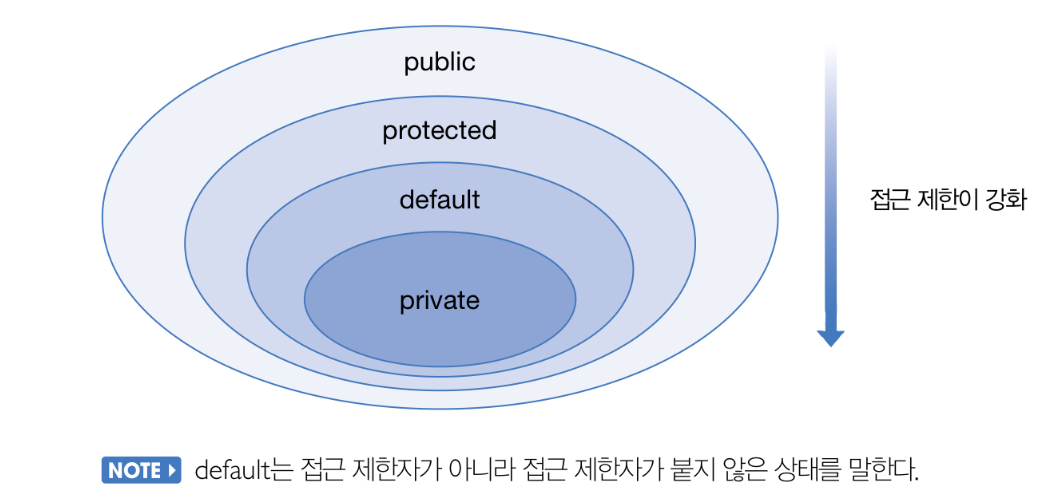 public
protected
default
private
접근 제한이 강화
NOTE default는 접근 제한자가 아니라 접근 제한자가 붙지 않은 상태를 말한다.